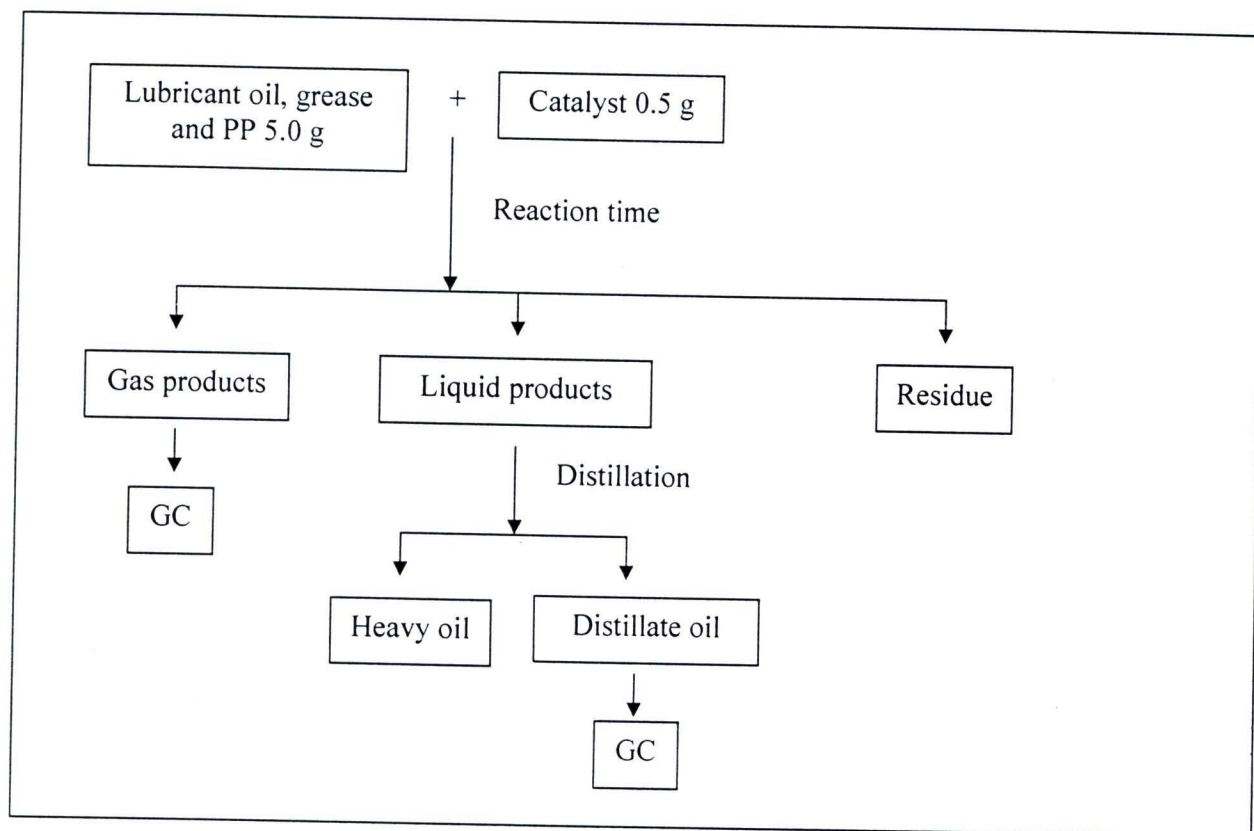 Lubricant oil, grease
and PP 5.0 g
+
Catalyst 0.5 g
Reaction time
Gas products
Liquid products
Residue
GC
Distillation
Heavy oil
Distillate oil
GC